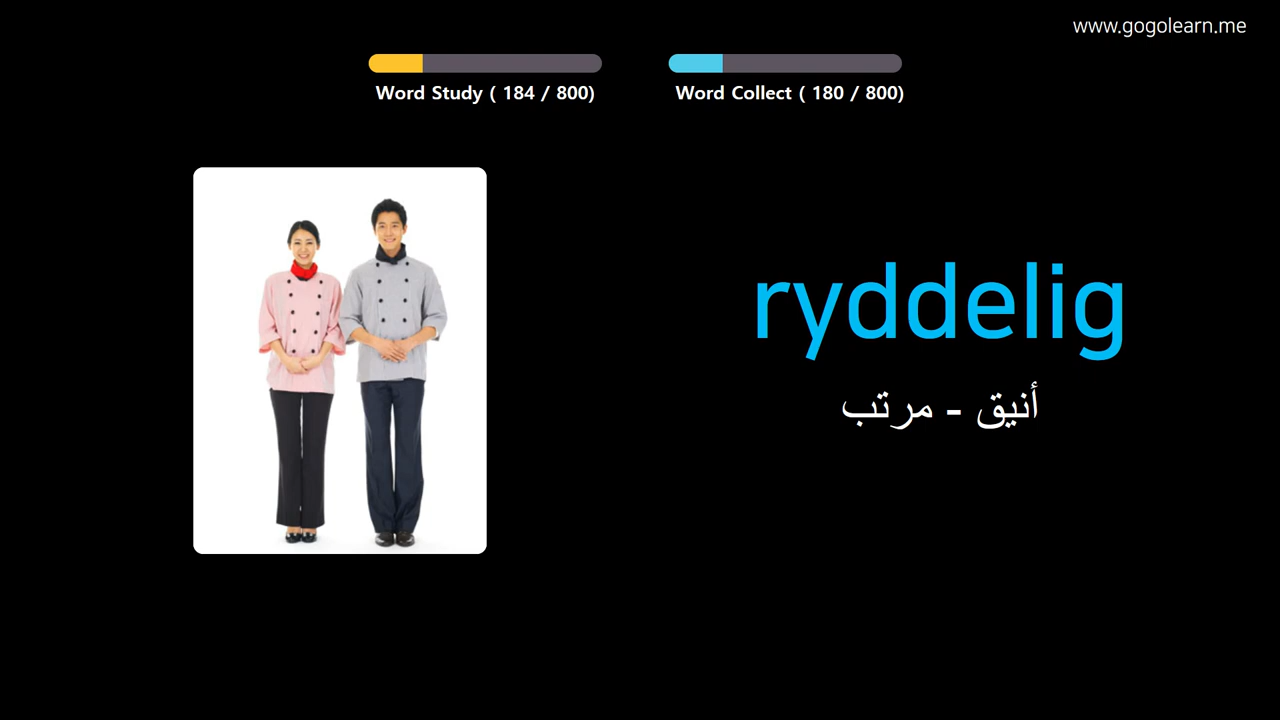 www.gogolearn.me
Word Study ( 184 / 800)
Word Collect ( 180 / 800)
ryddelig
أنيق - مرتب